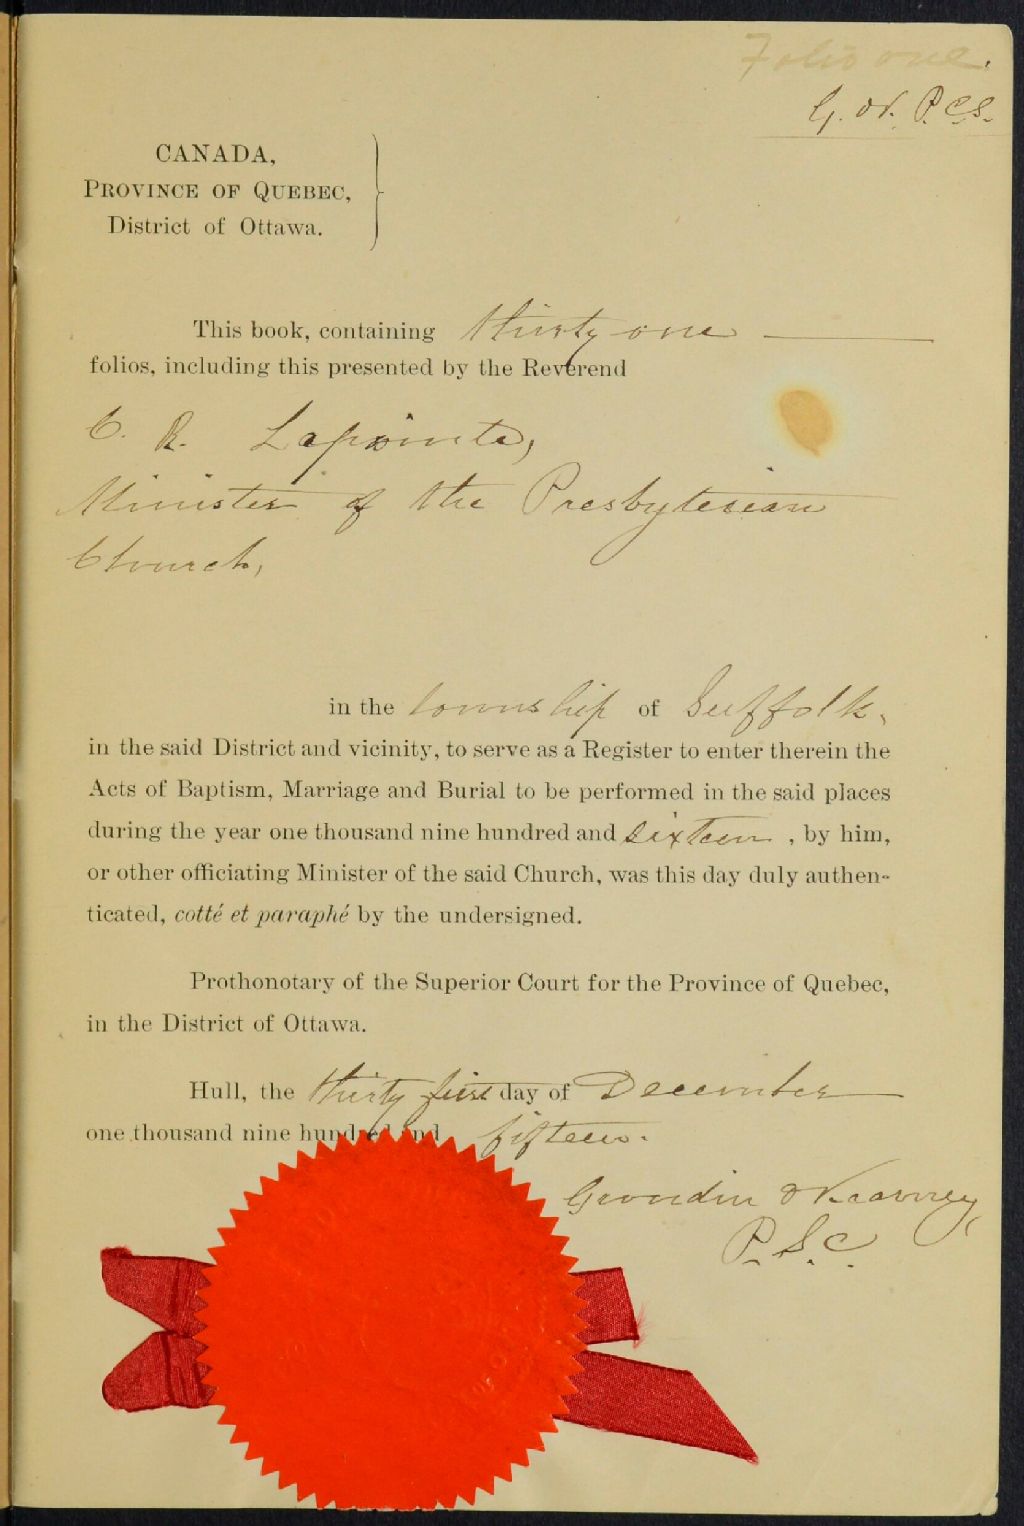 Folio one.
G. & K. P.C.S.
CANADA,
PROVINCE OF QUEBEC,
District of Ottawa.
This book, containing thirty one
folios, including this presented by the Reverend
C. R. Lapointe,
Minister of the Presbyterian
Church,
in the township of Suffolk.
in the said District and vicinity, to serve as a Register to enter therein the
Acts of Baptism, Marriage and Burial to be performed in the said places
during the year one thousand nine hundred and sixteen, by him,
or other officiating Minister of the said Church, was this day duly authen-
ticated, cotté et paraphé by the undersigned.
Prothonotary of the Superior Court for the Province of Quebec,
in the District of Ottawa.
Hull, the thirty first day of December
one thousand nine hundred and fifteen.
Grondin & Kearney,
P.S.C.